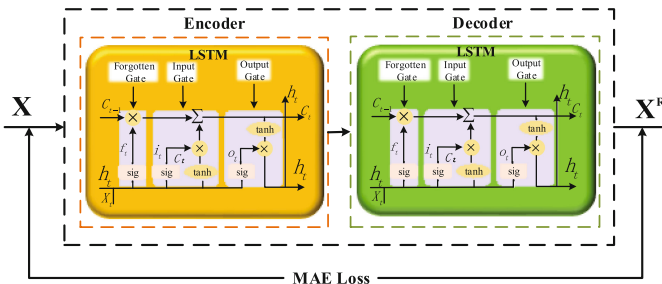 Encoder
Decoder
LSTM
LSTM
Forgotten Gate
Input Gate
Output Gate
Forgotten Gate
Input Gate
Output Gate
h_t
h_t
C_{t-1}
×
Σ
C_t
C_{t-1}
×
Σ
C_t
X
X^R
tanh
tanh
f_t
i_t
×
C_t
o_t
×
f_t
i_t
×
C_t
o_t
×
h_t
sig
sig
tanh
sig
h_t
h_t
sig
sig
tanh
sig
h_t
X_t
X_t
MAE Loss